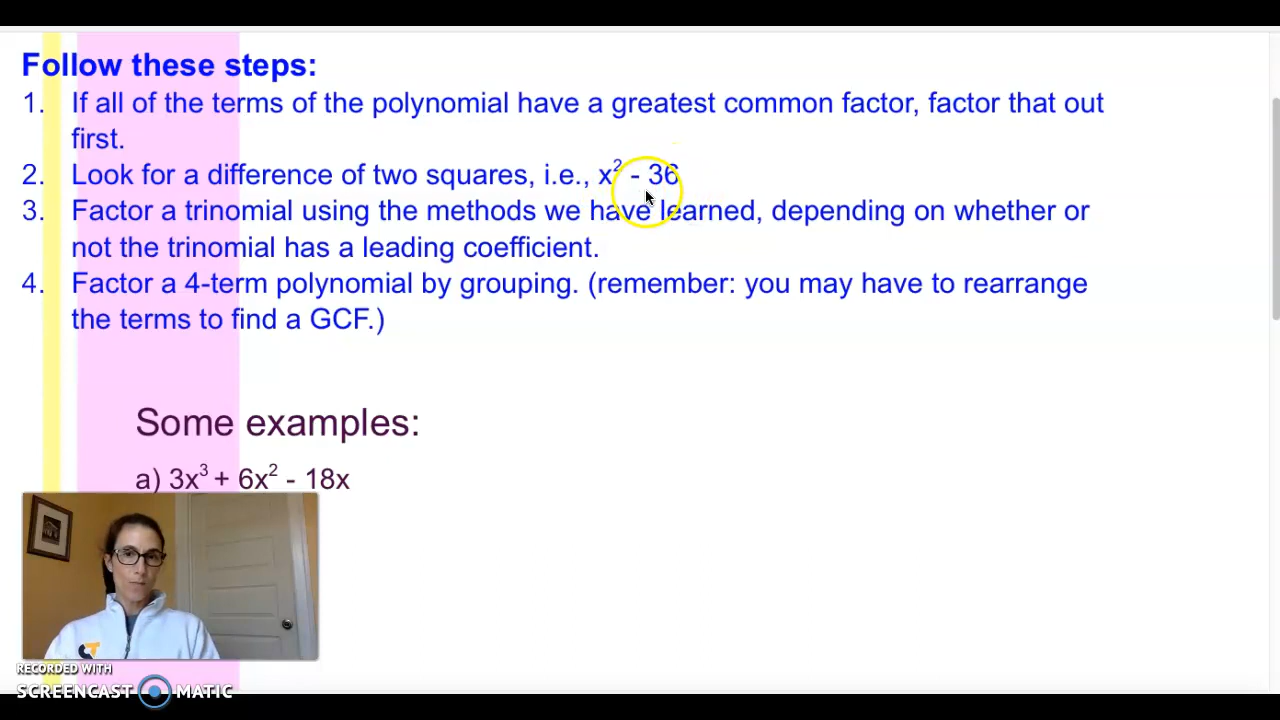 Follow these steps:
1. If all of the terms of the polynomial have a greatest common factor, factor that out
first.
2. Look for a difference of two squares, i.e., x² - 36
3. Factor a trinomial using the methods we have learned, depending on whether or
not the trinomial has a leading coefficient.
4. Factor a 4-term polynomial by grouping. (remember: you may have to rearrange
the terms to find a GCF.)
Some examples:
a) 3x³ + 6x² - 18x
RECORDED WITH
SCREENCAST MATIC